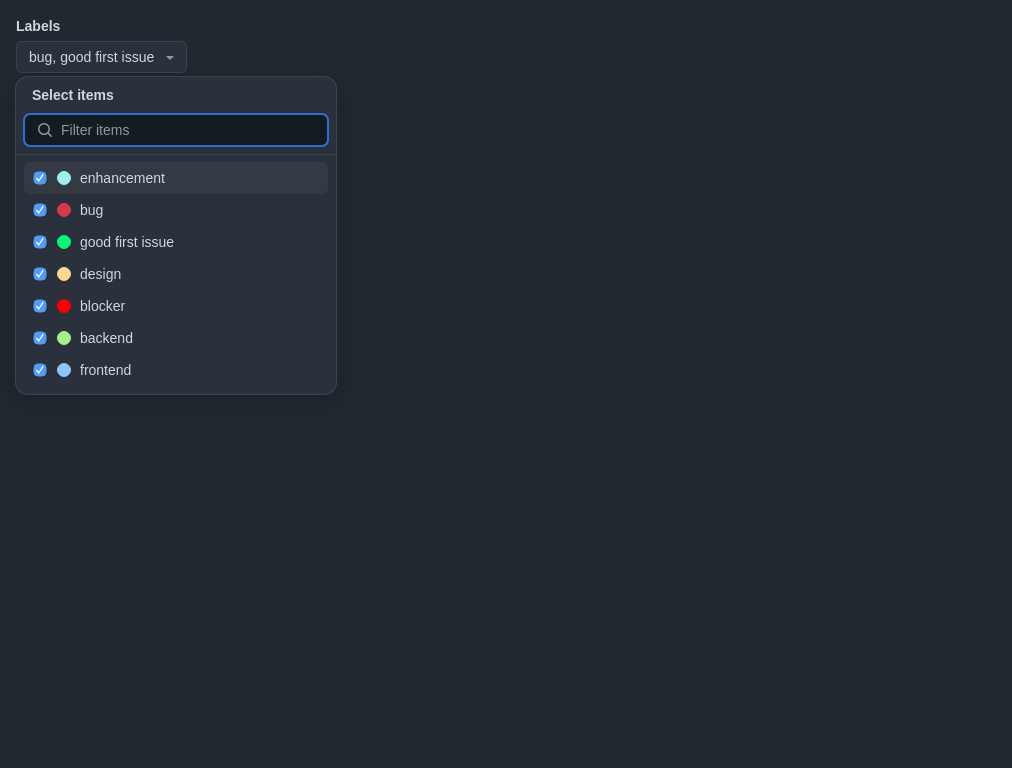 Labels
bug, good first issue
Select items
Filter items
enhancement
bug
good first issue
design
blocker
backend
frontend